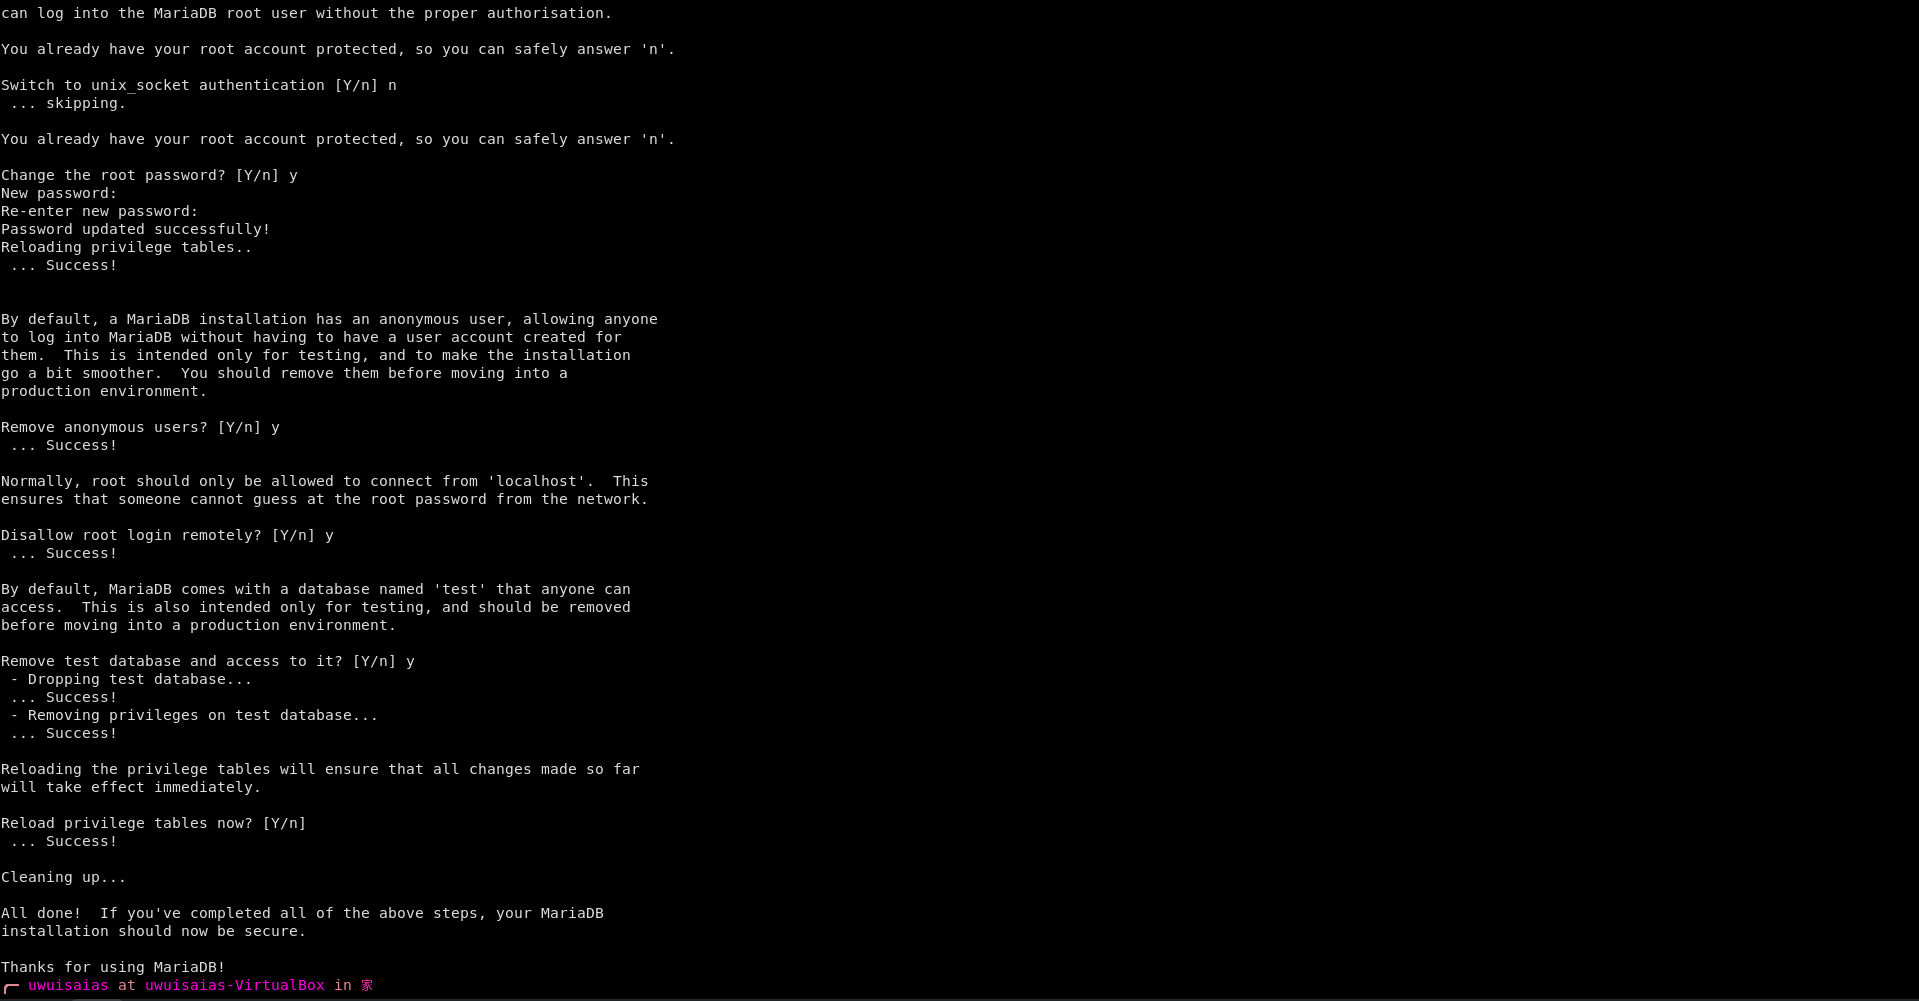 can log into the MariaDB root user without the proper authorisation.
You already have your root account protected, so you can safely answer 'n'.
Switch to unix_socket authentication [Y/n] n
 ... skipping.
You already have your root account protected, so you can safely answer 'n'.
Change the root password? [Y/n] y
New password:
Re-enter new password:
Password updated successfully!
Reloading privilege tables..
 ... Success!
By default, a MariaDB installation has an anonymous user, allowing anyone
to log into MariaDB without having to have a user account created for
them.  This is intended only for testing, and to make the installation
go a bit smoother.  You should remove them before moving into a
production environment.
Remove anonymous users? [Y/n] y
 ... Success!
Normally, root should only be allowed to connect from 'localhost'.  This
ensures that someone cannot guess at the root password from the network.
Disallow root login remotely? [Y/n] y
 ... Success!
By default, MariaDB comes with a database named 'test' that anyone can
access.  This is also intended only for testing, and should be removed
before moving into a production environment.
Remove test database and access to it? [Y/n] y
 - Dropping test database...
 ... Success!
 - Removing privileges on test database...
 ... Success!
Reloading the privilege tables will ensure that all changes made so far
will take effect immediately.
Reload privilege tables now? [Y/n]
 ... Success!
Cleaning up...
All done!  If you've completed all of the above steps, your MariaDB
installation should now be secure.
Thanks for using MariaDB!
╭─ uwuisaias at uwuisaias-VirtualBox in 家